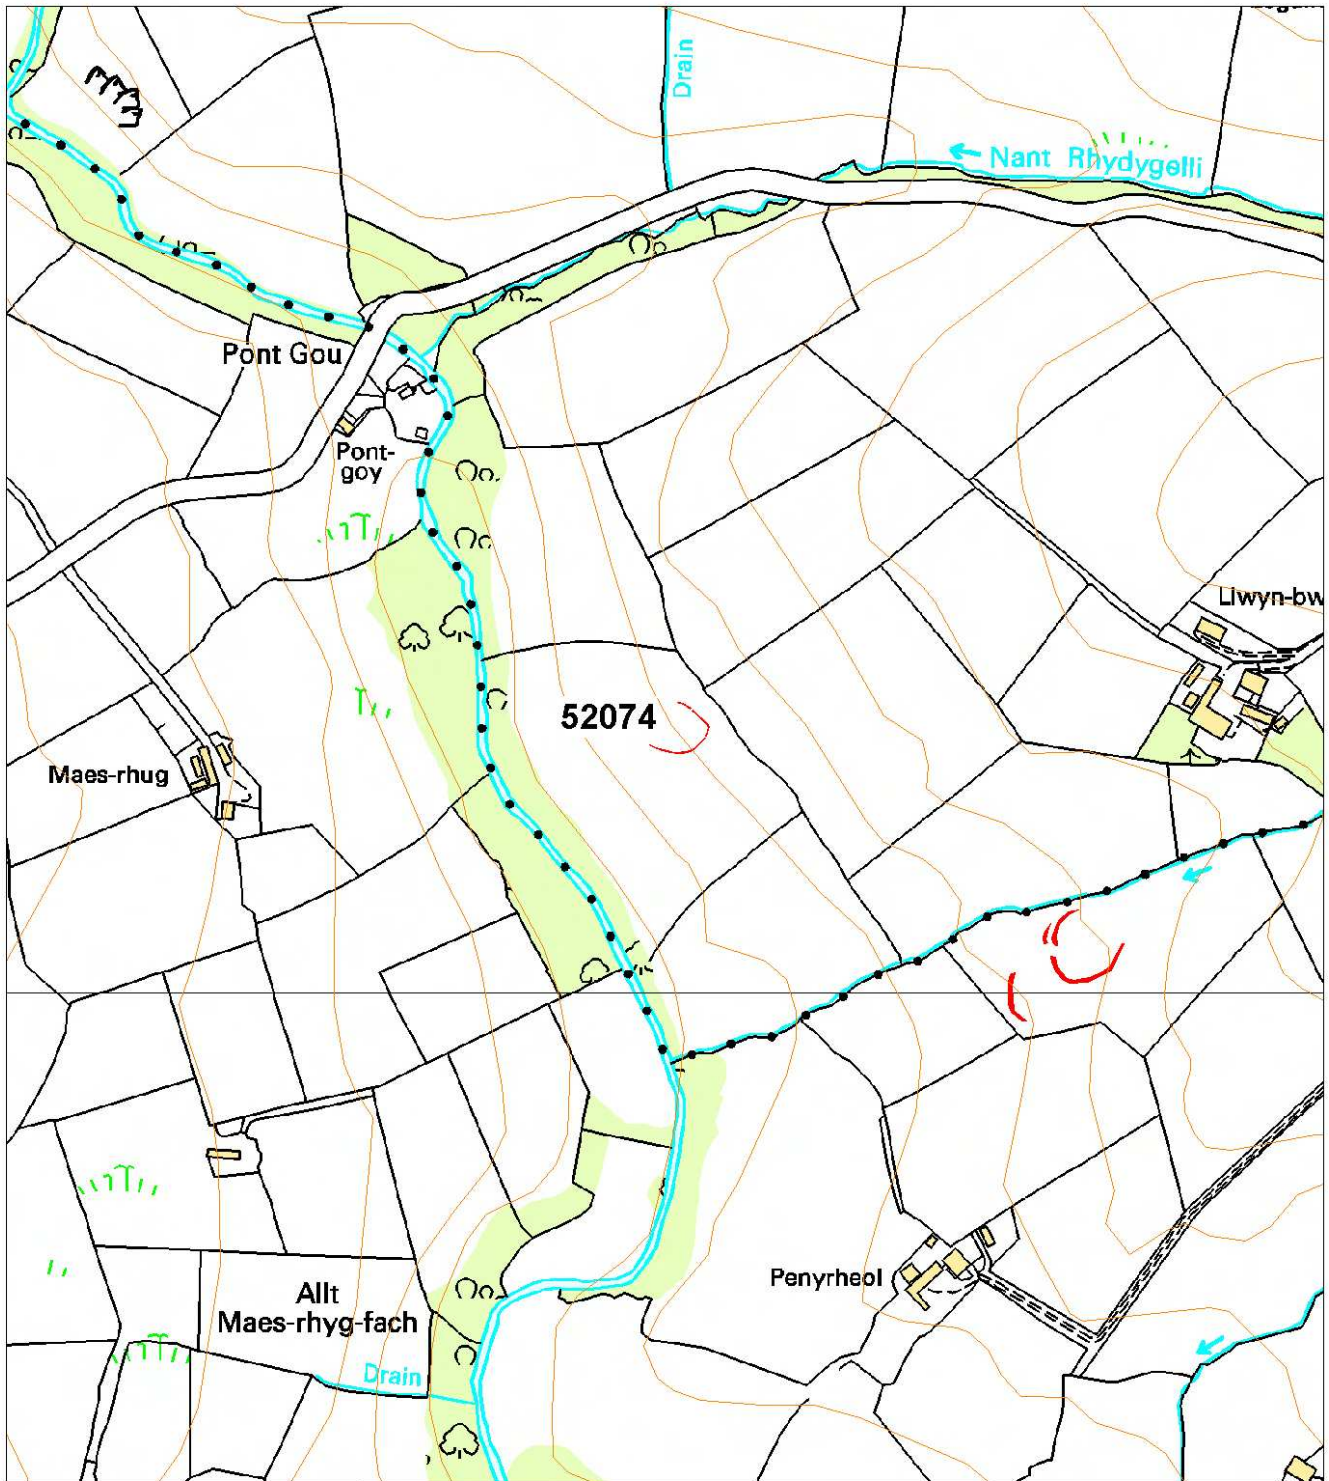 Drain
Nant Rhydygelli
Pont Gou
Pont-
goy
Llwyn-bw
52074
Maes-rhug
Penyrheol
Allt
Maes-rhyg-fach
Drain